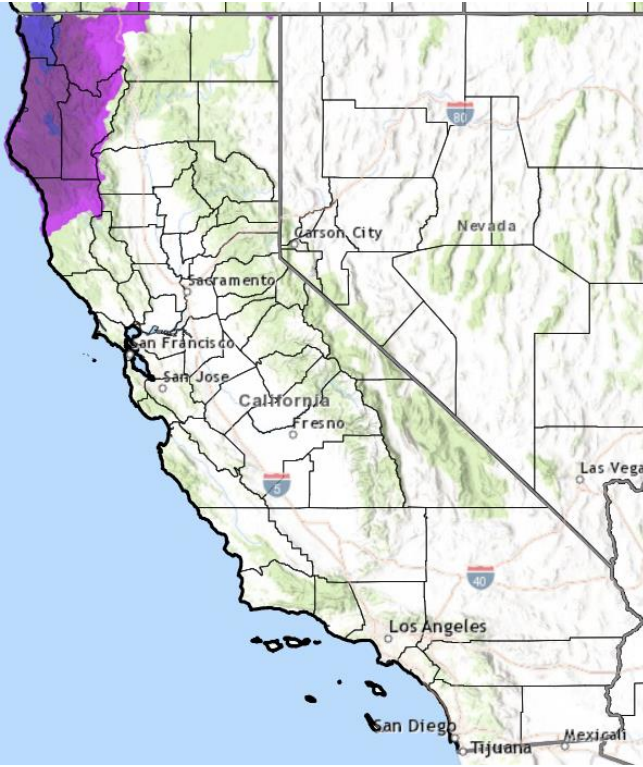 80
Carson City
Nevada
Sacramento
San Francisco
San Jose
California
Fresno
5
Las Vega
40
Los Angeles
San Diego
Tijuana
Mexicali